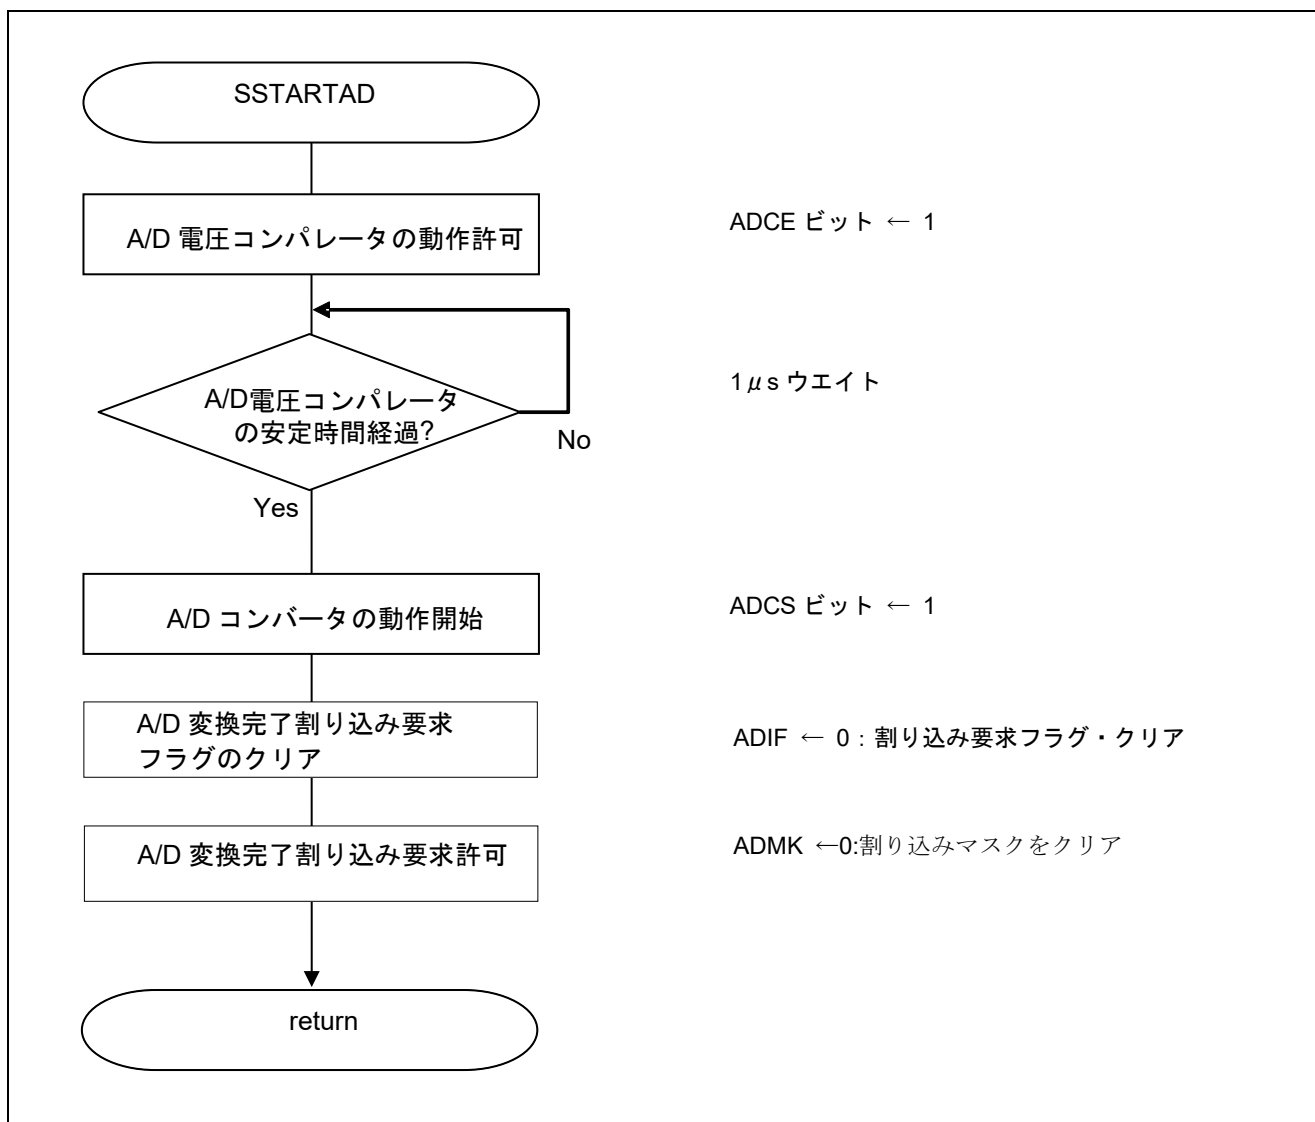 SSTARTAD
A/D 電圧コンパレータの動作許可
ADCE ビット ← 1
A/D電圧コンパレータ
の安定時間経過?
1μs ウエイト
No
Yes
A/D コンバータの動作開始
ADCS ビット ← 1
A/D 変換完了割り込み要求
フラグのクリア
ADIF ← 0：割り込み要求フラグ・クリア
A/D 変換完了割り込み要求許可
ADMK ←0:割り込みマスクをクリア
return